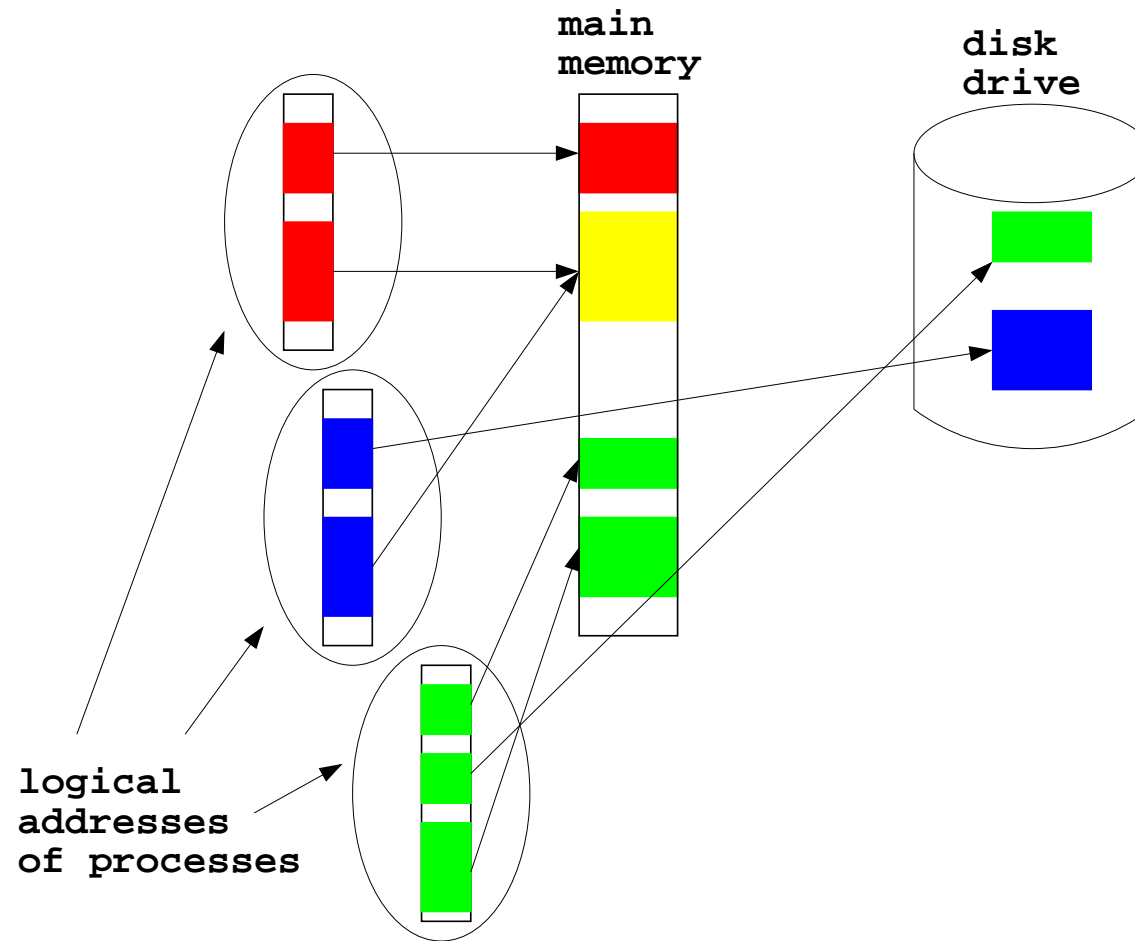 main
memory
disk
drive
logical
addresses
of processes